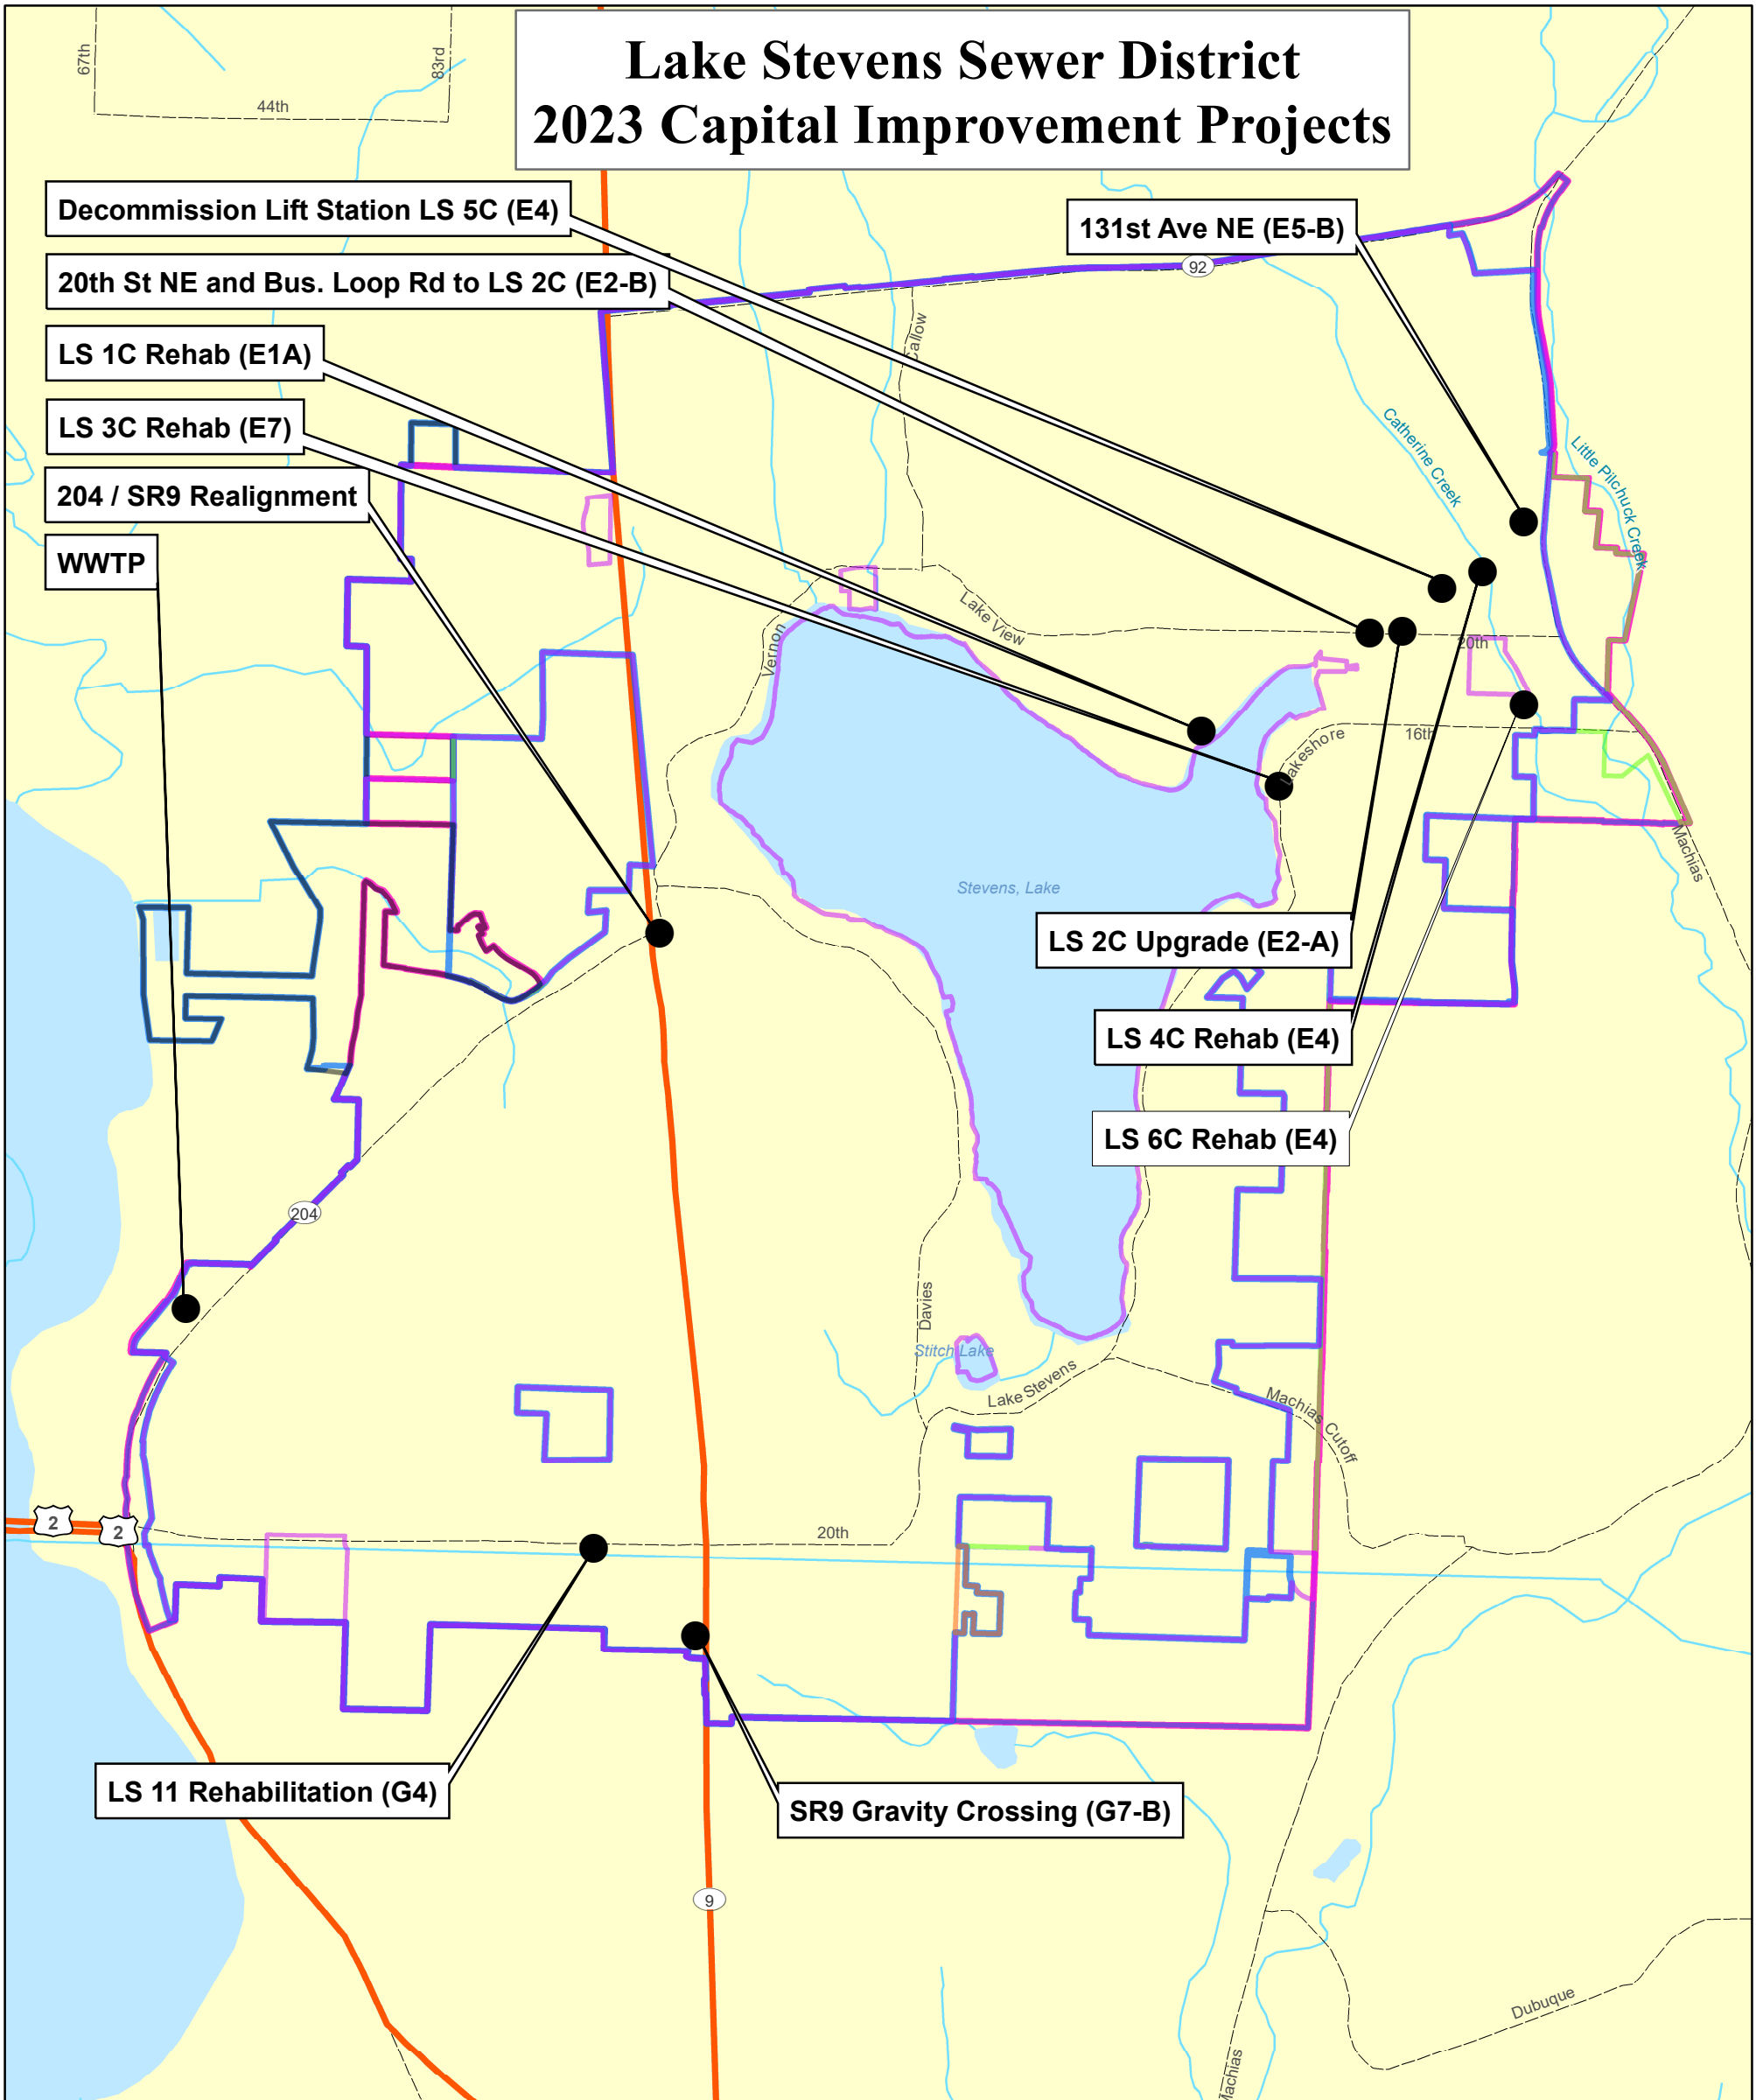 Lake Stevens Sewer District
2023 Capital Improvement Projects
67th
83rd
44th
Decommission Lift Station LS 5C (E4)
131st Ave NE (E5-B)
20th St NE and Bus. Loop Rd to LS 2C (E2-B)
92
LS 1C Rehab (E1A)
Callow
LS 3C Rehab (E7)
Catherine Creek
Little Pilchuck Creek
204 / SR9 Realignment
WWTP
Lake View
Vernon
20th
16th
Lakeshore
Machias
Stevens, Lake
LS 2C Upgrade (E2-A)
LS 4C Rehab (E4)
LS 6C Rehab (E4)
204
Davies
Stitch Lake
Lake Stevens
Machias Cutoff
2
2
20th
LS 11 Rehabilitation (G4)
SR9 Gravity Crossing (G7-B)
9
Dubuque
Machias